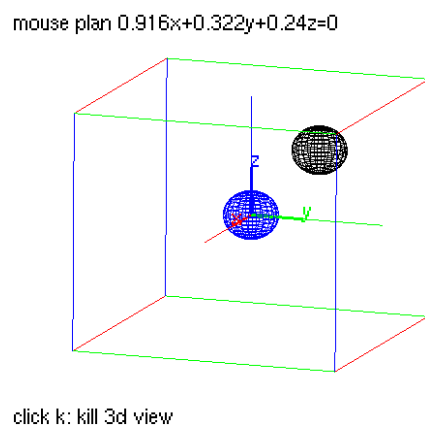 mouse plan 0.916x+0.322y+0.24z=0
z
y
x
click k: kill 3d view